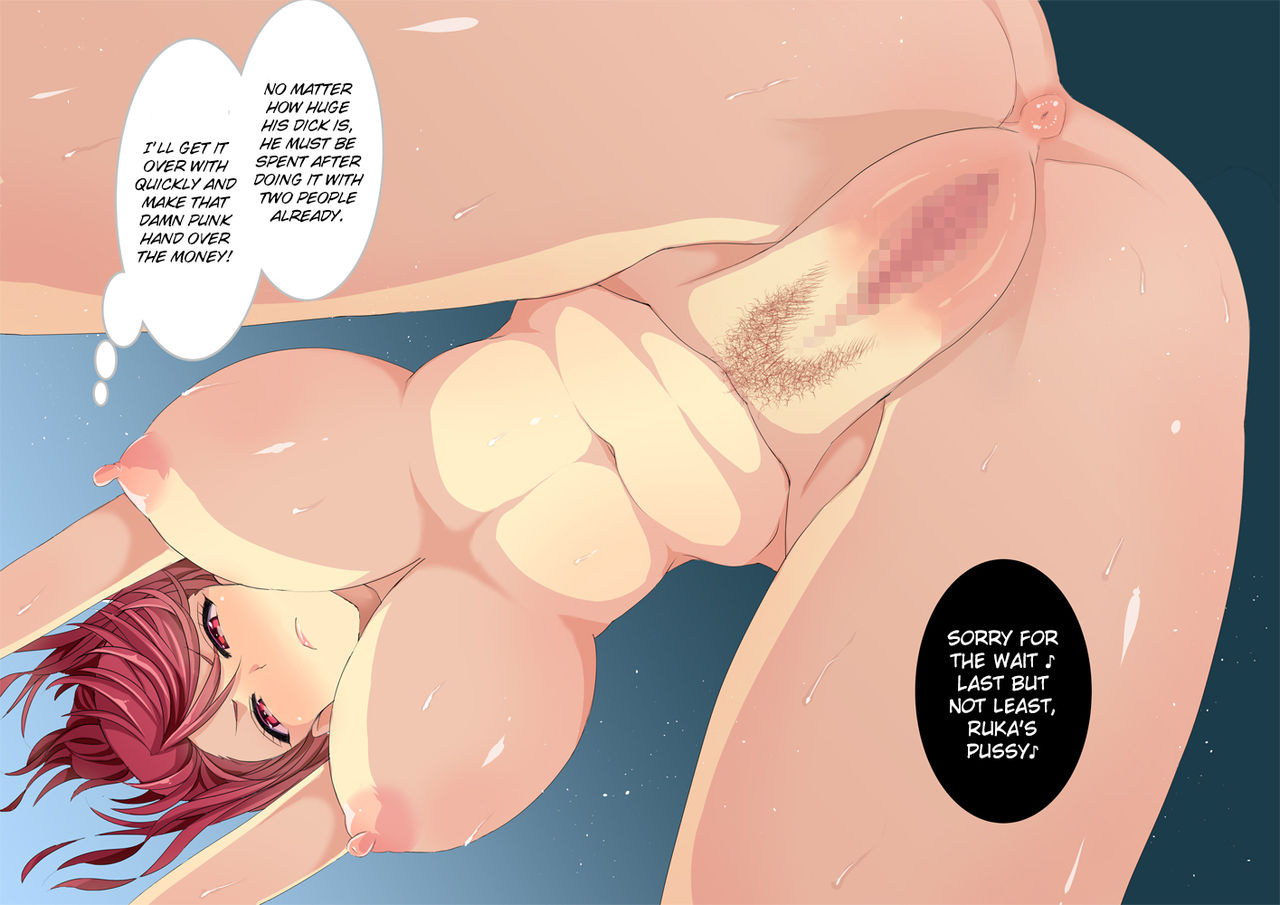 NO MATTER
HOW HUGE
HIS DICK IS,
HE MUST BE
SPENT AFTER
DOING IT WITH
TWO PEOPLE
ALREADY.
I'LL GET IT
OVER WITH
QUICKLY AND
MAKE THAT
DAMN PUNK
HAND OVER
THE MONEY!
SORRY FOR
THE WAIT ♪
LAST BUT
NOT LEAST,
RUKA'S
PUSSY♪